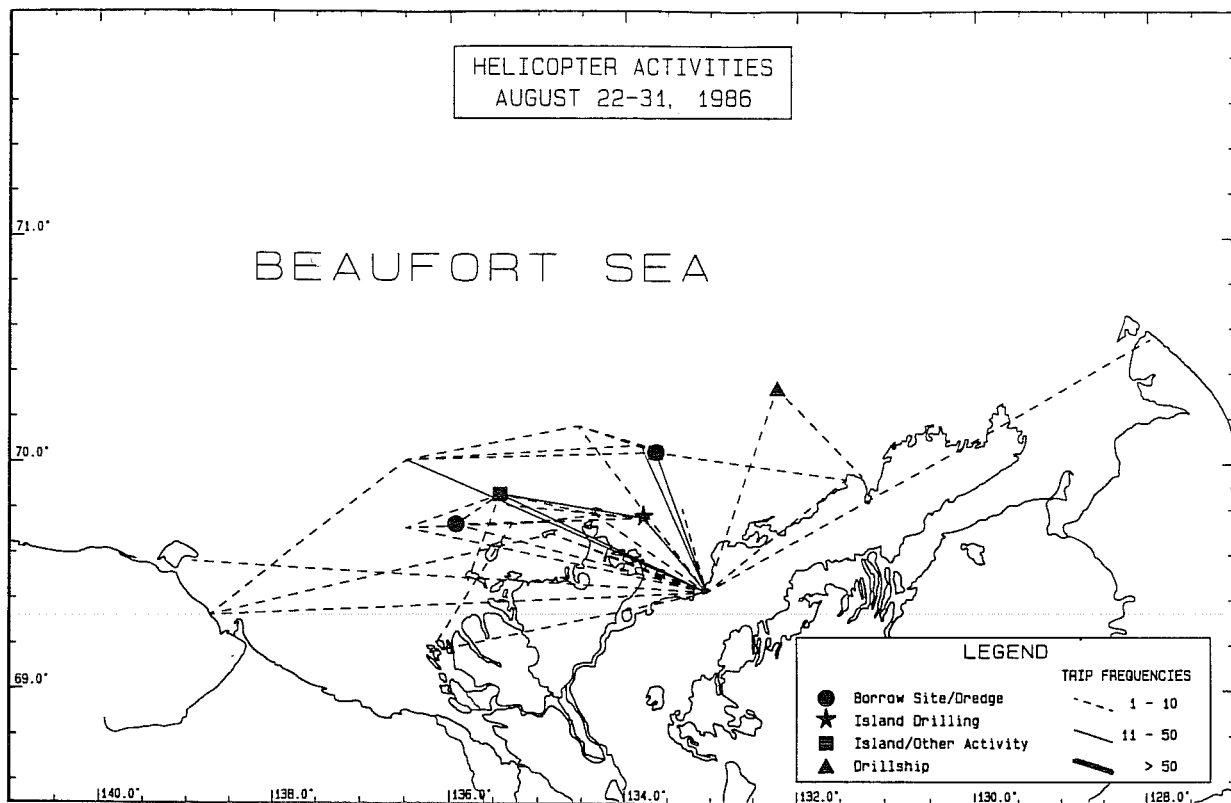 HELICOPTER ACTIVITIES
AUGUST 22-31, 1986
71.0°
BEAUFORT SEA
70.0°
69.0°
LEGEND
TRIP FREQUENCIES
Borrow Site/Dredge
1 - 10
Island Drilling
11 - 50
Island/Other Activity
> 50
Drillship
140.0° 138.0° 136.0° 134.0° 132.0° 130.0° 128.0°